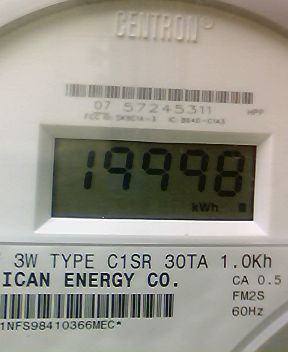 CENTRON®
07 57245311 HPP
19998
kWh
3W TYPE C1SR 30TA 1.0Kh
ICAN ENERGY CO. CA 0.5
FM2S
60Hz
1NFS98410366MEC*